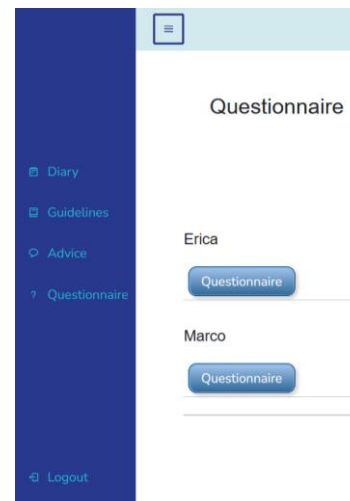 Questionnaire
Diary
Guidelines
Advice
? Questionnaire
Logout
Erica
Questionnaire
Marco
Questionnaire